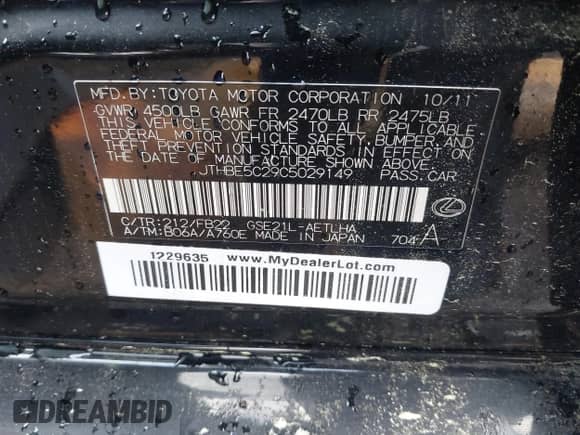 MFD.BY:TOYOTA MOTOR CORPORATION 10/11
GVWR 4500LB GAWR FR 2470LB RR 2475LB
THIS VEHICLE CONFORMS TO ALL APPLICABLE
FEDERAL MOTOR VEHICLE SAFETY, BUMPER, AND
THEFT PREVENTION STANDARDS IN EFFECT ON
THE DATE OF MANUFACTURE SHOWN ABOVE.
JTHBE5C29C5029149 PASS.CAR
C/TR:212/FB22 GSE21L-AETLHA
A/TM:B06A/A760E MADE IN JAPAN 704 A
1229635 www.MyDealerLot.com
DREAMBID